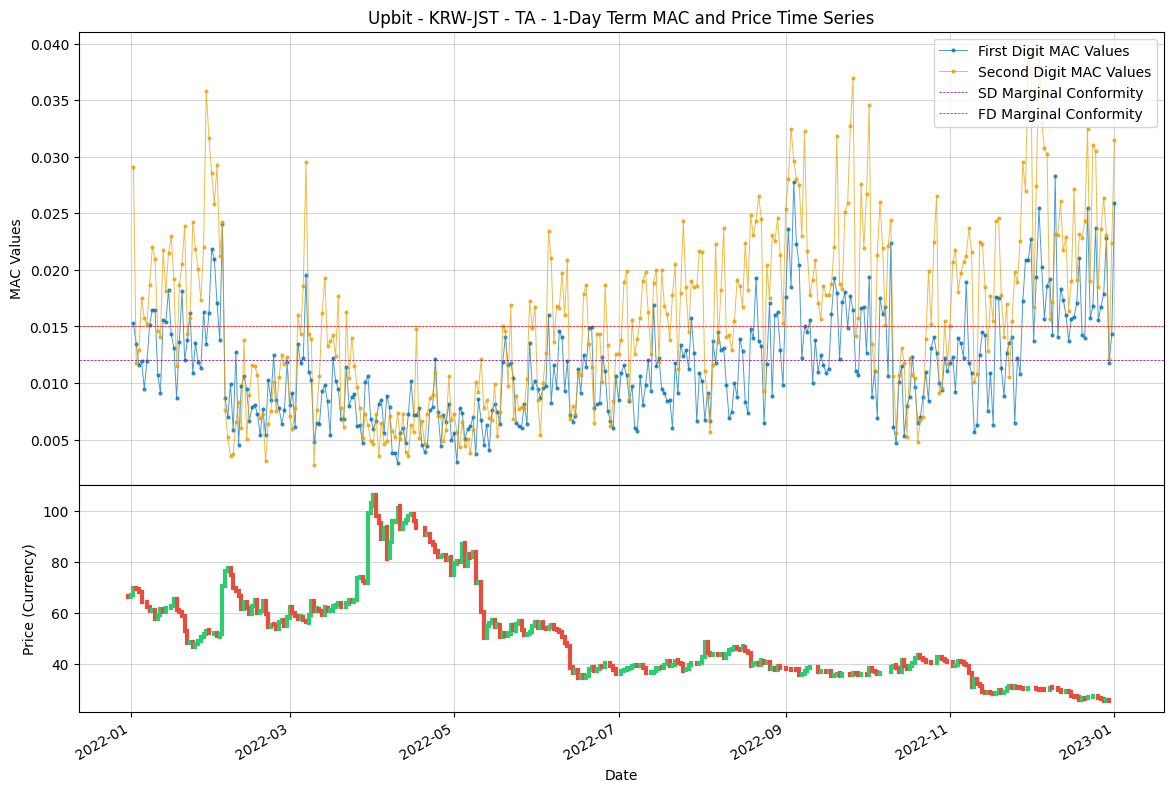 Upbit - KRW-JST - TA - 1-Day Term MAC and Price Time Series
MAC Values
0.040
0.035
0.030
0.025
0.020
0.015
0.010
0.005
First Digit MAC Values
Second Digit MAC Values
SD Marginal Conformity
FD Marginal Conformity
Price (Currency)
100
80
60
40
2022-01
2022-03
2022-05
2022-07
2022-09
2022-11
2023-01
Date